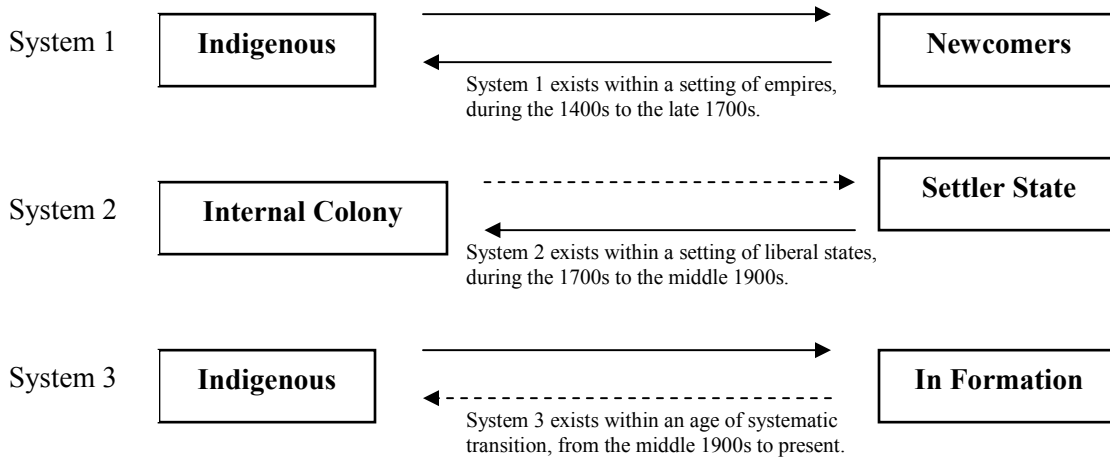 System 1
Indigenous
Newcomers
System 1 exists within a setting of empires,
during the 1400s to the late 1700s.
System 2
Internal Colony
Settler State
System 2 exists within a setting of liberal states,
during the 1700s to the middle 1900s.
System 3
Indigenous
In Formation
System 3 exists within an age of systematic
transition, from the middle 1900s to present.